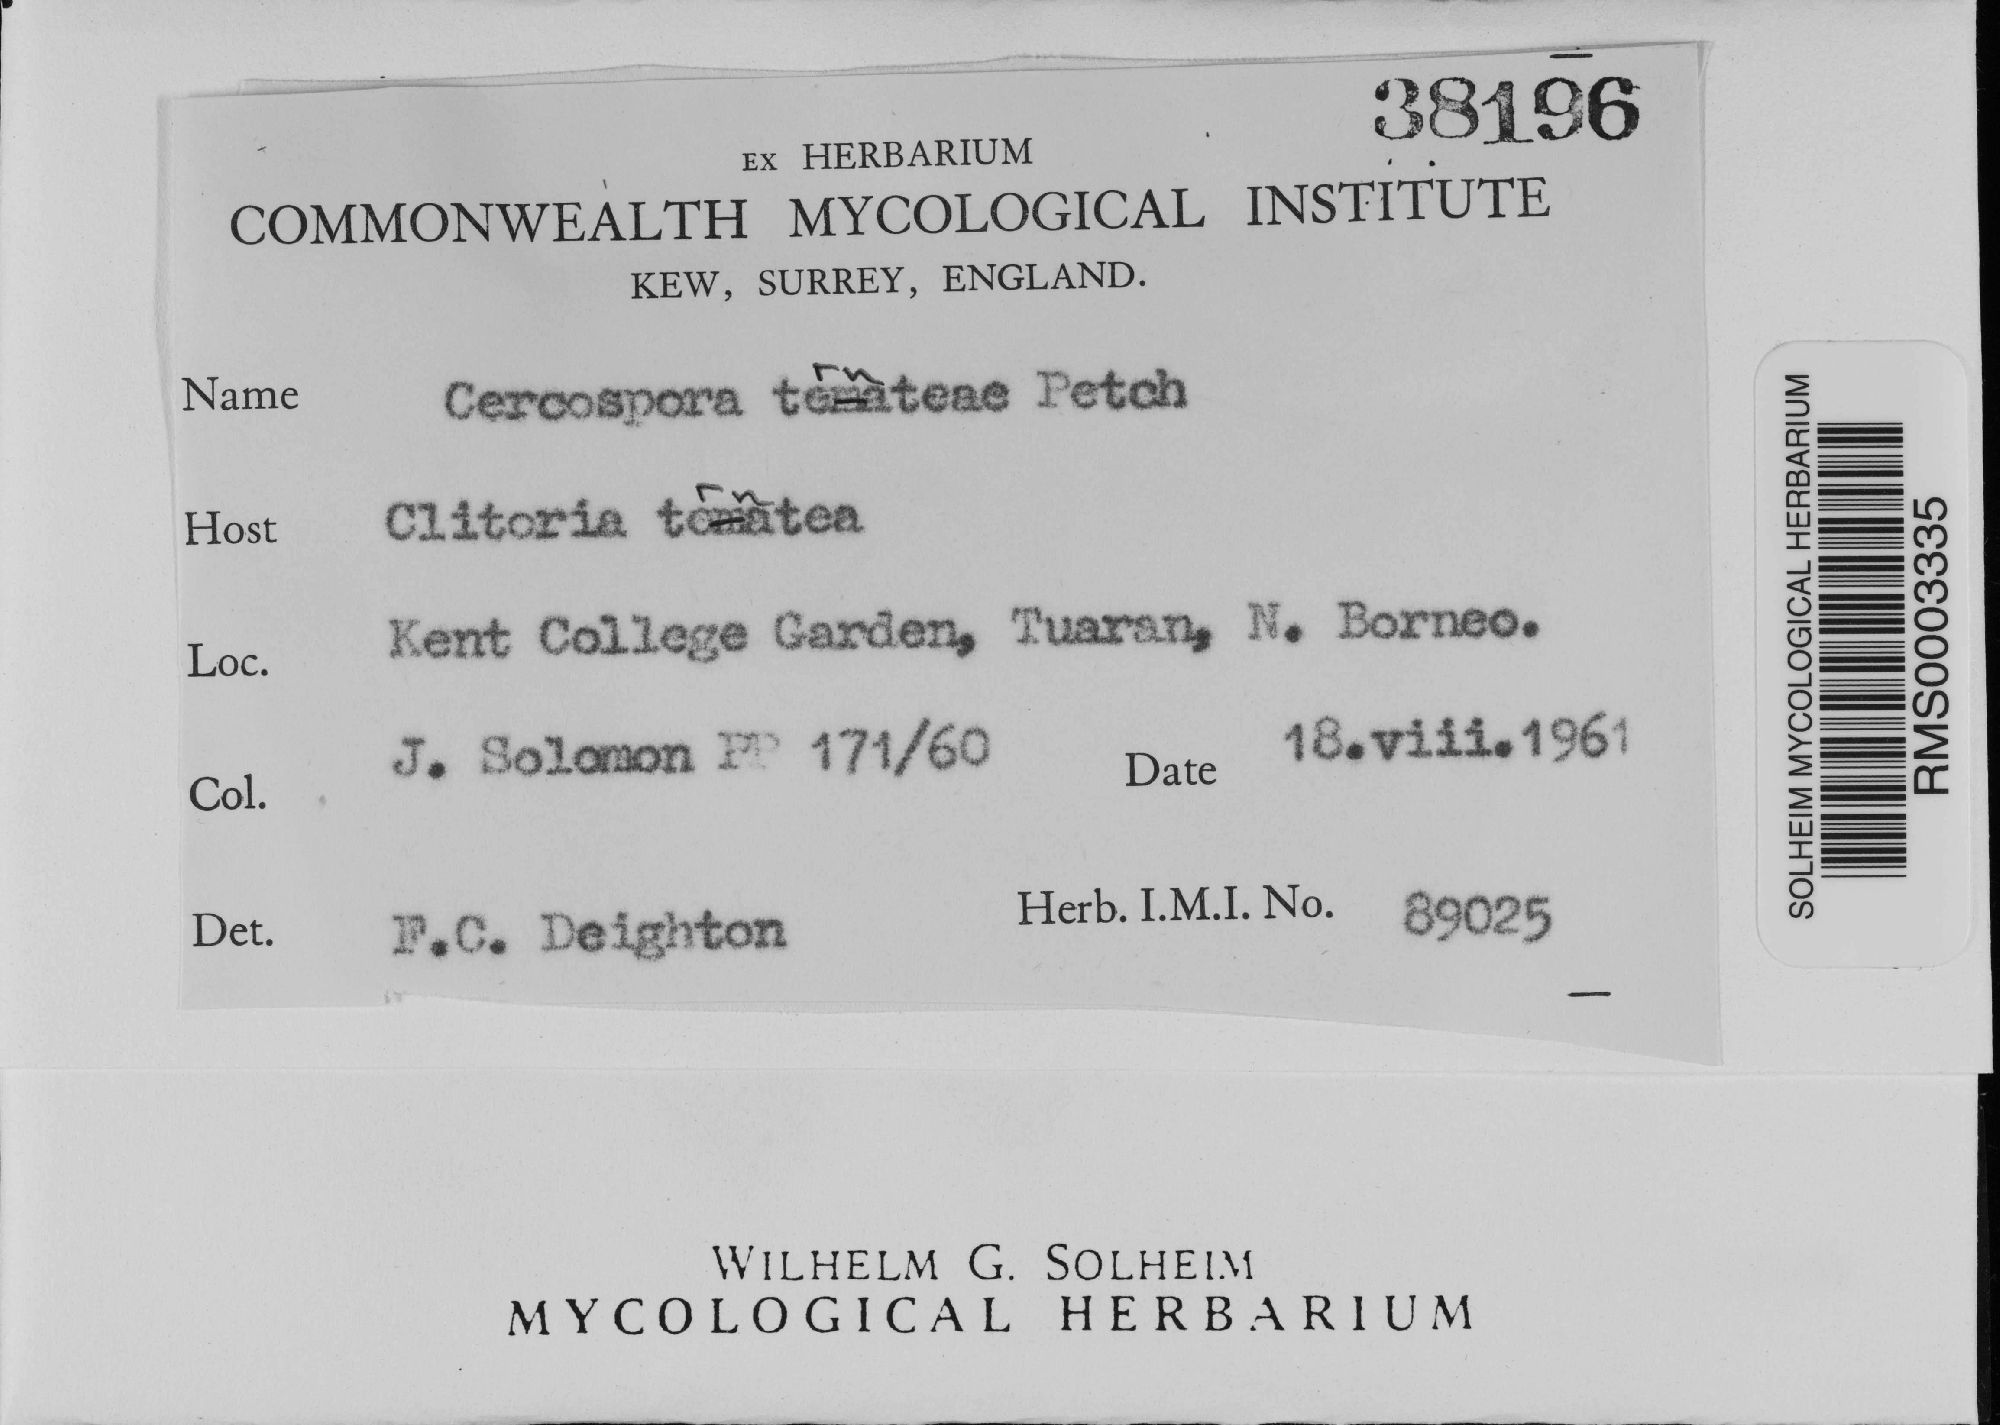 38196
EX HERBARIUM
COMMONWEALTH MYCOLOGICAL INSTITUTE
KEW, SURREY, ENGLAND.
Name Cercospora ternateae Petch
Host Clitoria ternatea
Loc. Kent College Garden, Tuaran, N. Borneo.
Col. J. Solomon PP 171/60 Date 18.viii.1961
Det. F.C. Deighton Herb. I.M.I. No. 89025
SOLHEIM MYCOLOGICAL HERBARIUM
RMS0003335
WILHELM G. SOLHEIM
MYCOLOGICAL HERBARIUM